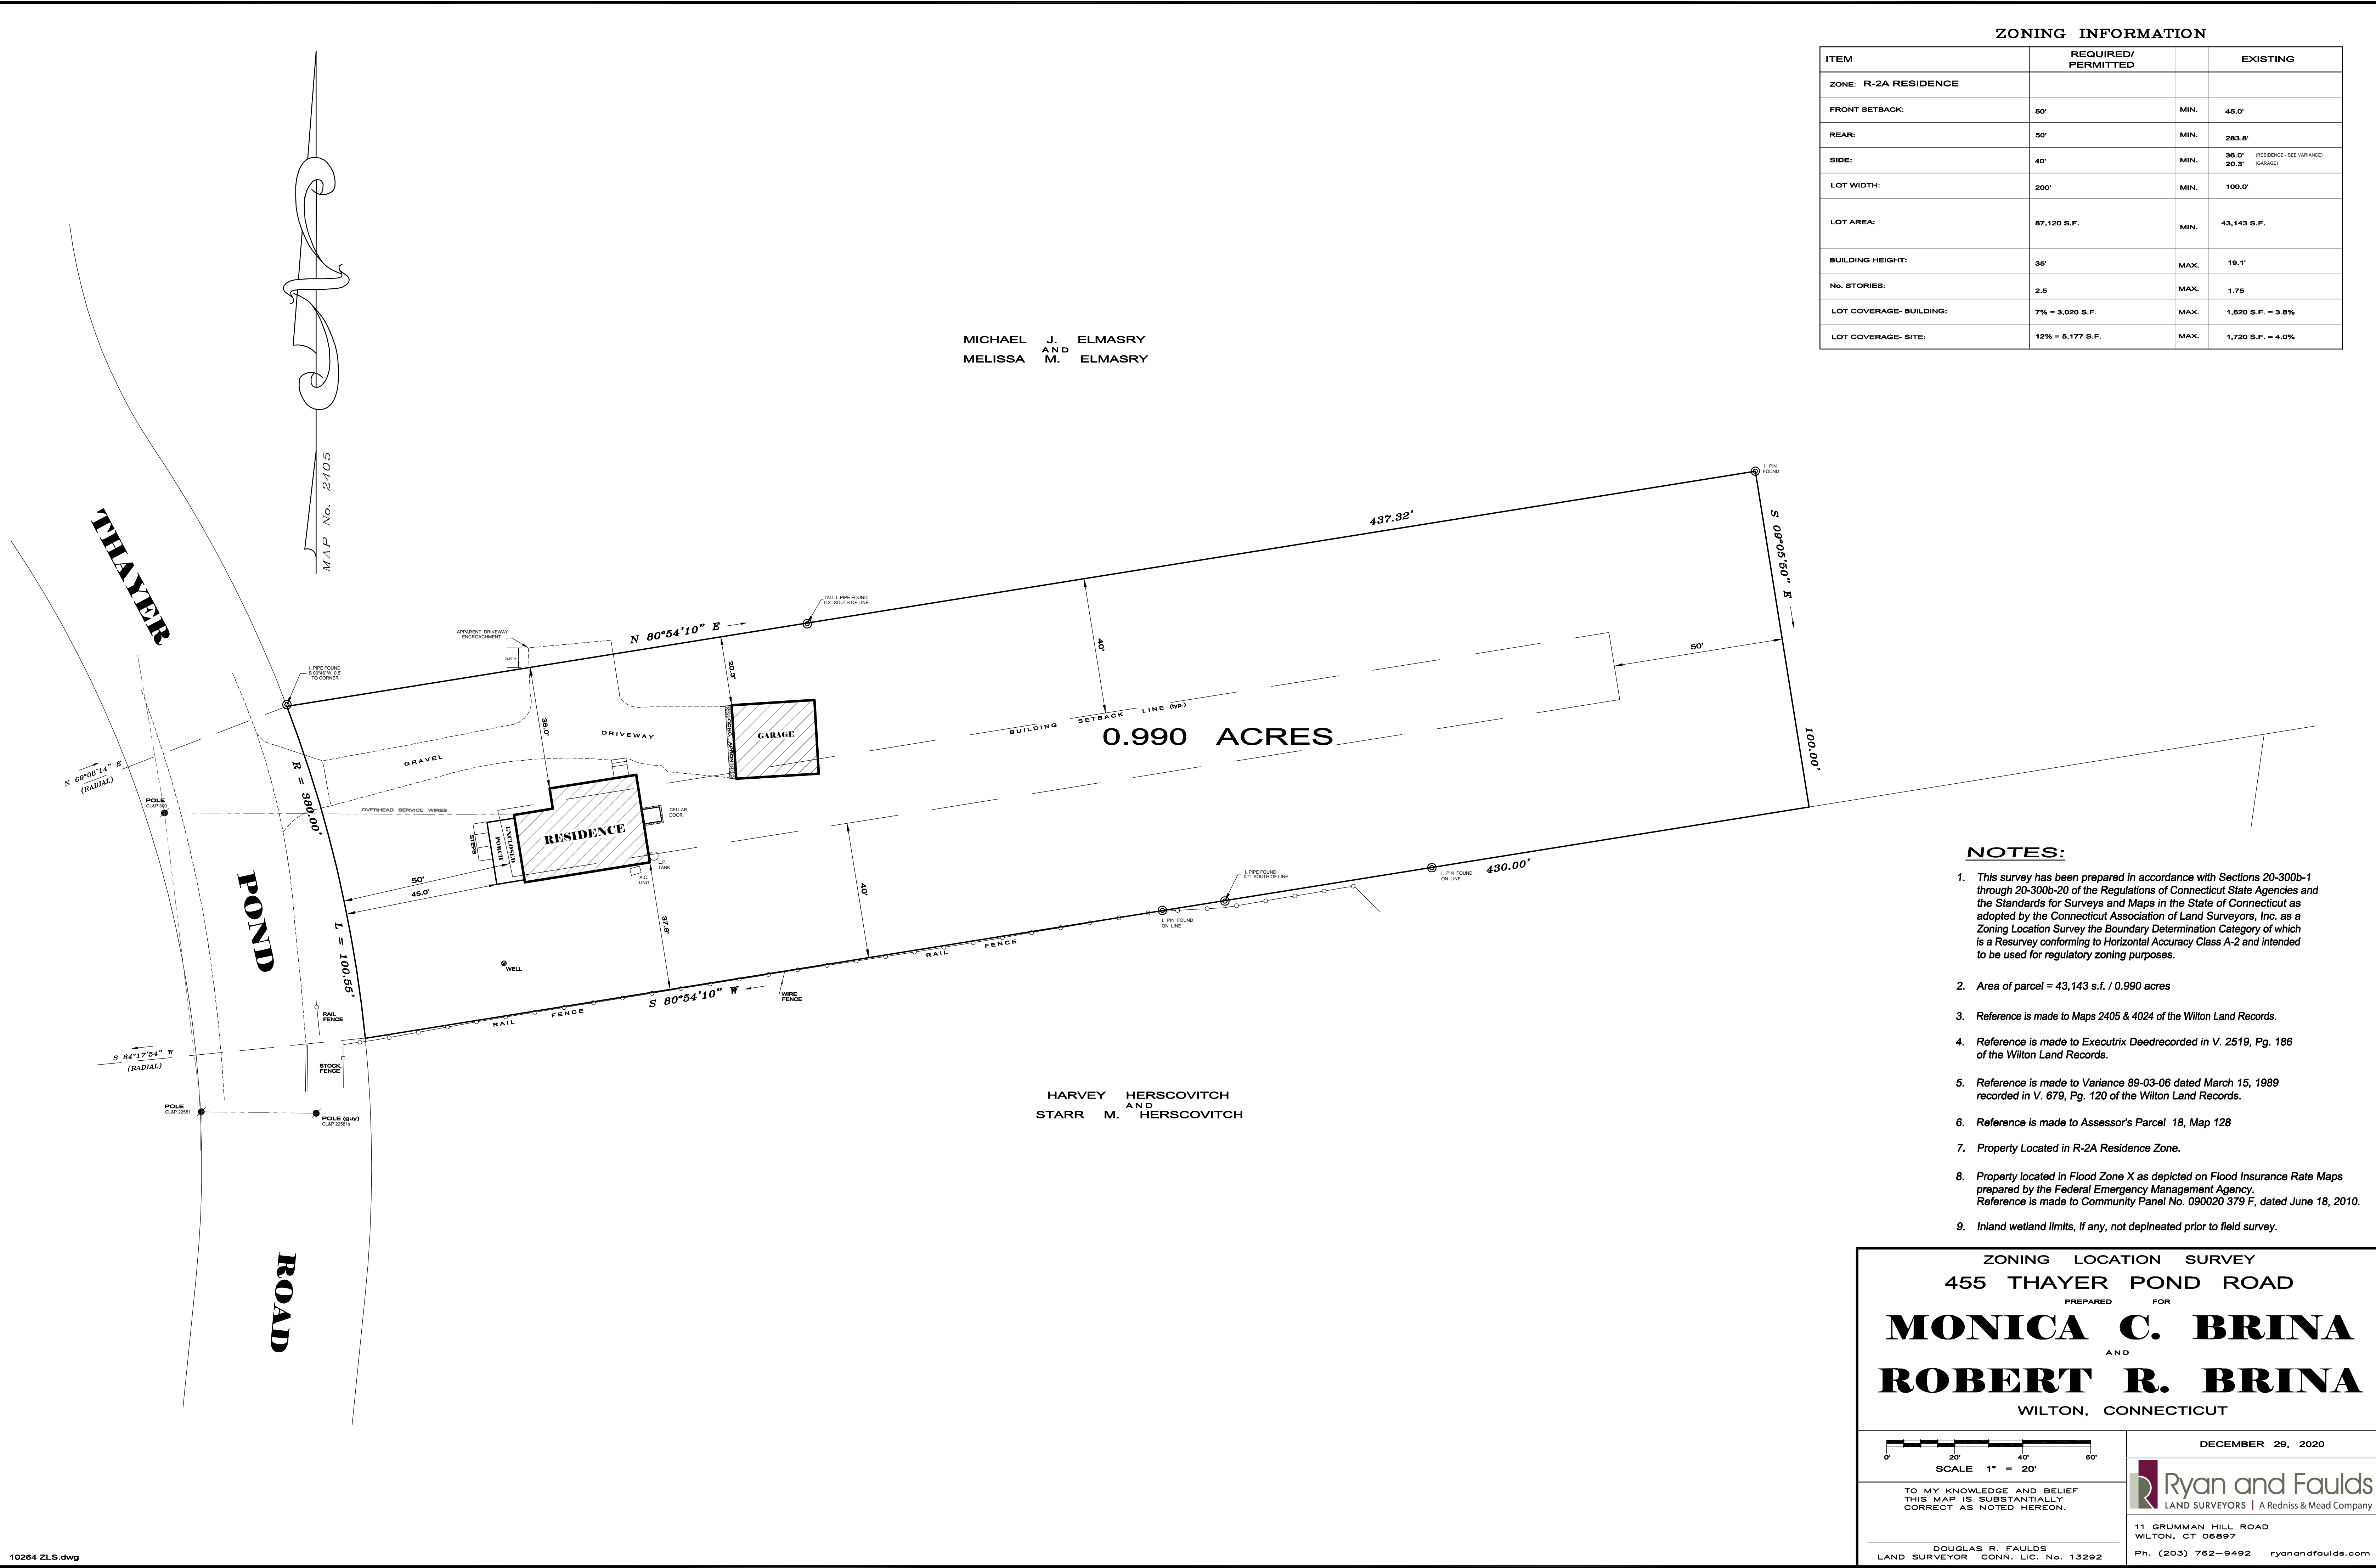 ZONING INFORMATION
ITEM REQUIRED/ PERMITTED EXISTING
ZONE: R-2A RESIDENCE
FRONT SETBACK: 50' MIN. 45.0'
REAR: 50' MIN. 283.8'
SIDE: 40' MIN. 36.0' (RESIDENCE - SEE VARIANCE)
20.3' (GARAGE)
LOT WIDTH: 200' MIN. 100.0'
LOT AREA: 87,120 S.F. MIN. 43,143 S.F.
BUILDING HEIGHT: 35' MAX. 19.1'
No. STORIES: 2.5 MAX. 1.75
LOT COVERAGE- BUILDING: 7% = 3,020 S.F. MAX. 1,620 S.F. = 3.8%
LOT COVERAGE- SITE: 12% = 5,177 S.F. MAX. 1,720 S.F. = 4.0%
MAP No. 2405
MICHAEL J. ELMASRY
AND
MELISSA M. ELMASRY
THAYER
POND
ROAD
I. PIN
FOUND
437.32'
S 09°05'50" E
100.00'
TALL I. PIPE FOUND
0.2' SOUTH OF LINE
N 80°54'10" E
APPARENT DRIVEWAY
ENCROACHMENT
5.8' ±
I. PIPE FOUND
S 00°46' W 0.5'
TO CORNER
20.3'
36.0'
40'
50'
BUILDING SETBACK LINE (typ.)
0.990 ACRES
CONC. APRON
GARAGE
DRIVEWAY
GRAVEL
N 69°08'14" E
(RADIAL)
R = 380.00'
L = 100.55'
POLE
CL&P 360
OVERHEAD SERVICE WIRES
STEPS
ENCLOSED
PORCH
RESIDENCE
CELLAR
DOOR
L.P.
TANK
A.C.
UNIT
50'
45.0'
37.8'
40'
430.00'
I. PIN FOUND
ON LINE
I. PIPE FOUND
0.1' SOUTH OF LINE
I. PIN FOUND
ON LINE
RAIL FENCE
WELL
S 80°54'10" W
WIRE
FENCE
RAIL FENCE
RAIL
FENCE
STOCK.
FENCE
S 84°17'54" W
(RADIAL)
POLE
CL&P 22581
POLE (guy)
CL&P 22581s
HARVEY HERSCOVITCH
AND
STARR M. HERSCOVITCH
NOTES:
1. This survey has been prepared in accordance with Sections 20-300b-1
through 20-300b-20 of the Regulations of Connecticut State Agencies and
the Standards for Surveys and Maps in the State of Connecticut as
adopted by the Connecticut Association of Land Surveyors, Inc. as a
Zoning Location Survey the Boundary Determination Category of which
is a Resurvey conforming to Horizontal Accuracy Class A-2 and intended
to be used for regulatory zoning purposes.
2. Area of parcel = 43,143 s.f. / 0.990 acres
3. Reference is made to Maps 2405 & 4024 of the Wilton Land Records.
4. Reference is made to Executrix Deedrecorded in V. 2519, Pg. 186
of the Wilton Land Records.
5. Reference is made to Variance 89-03-06 dated March 15, 1989
recorded in V. 679, Pg. 120 of the Wilton Land Records.
6. Reference is made to Assessor's Parcel 18, Map 128
7. Property Located in R-2A Residence Zone.
8. Property located in Flood Zone X as depicted on Flood Insurance Rate Maps
prepared by the Federal Emergency Management Agency.
Reference is made to Community Panel No. 090020 379 F, dated June 18, 2010.
9. Inland wetland limits, if any, not depineated prior to field survey.
ZONING LOCATION SURVEY
455 THAYER POND ROAD
PREPARED FOR
MONICA C. BRINA
AND
ROBERT R. BRINA
WILTON, CONNECTICUT
0' 20' 40' 60'
SCALE 1" = 20'
TO MY KNOWLEDGE AND BELIEF
THIS MAP IS SUBSTANTIALLY
CORRECT AS NOTED HEREON.
DOUGLAS R. FAULDS
LAND SURVEYOR CONN. LIC. No. 13292
DECEMBER 29, 2020
Ryan and Faulds
LAND SURVEYORS | A Redniss & Mead Company
11 GRUMMAN HILL ROAD
WILTON, CT 06897
Ph. (203) 762-9492 ryanandfaulds.com
10264 ZLS.dwg